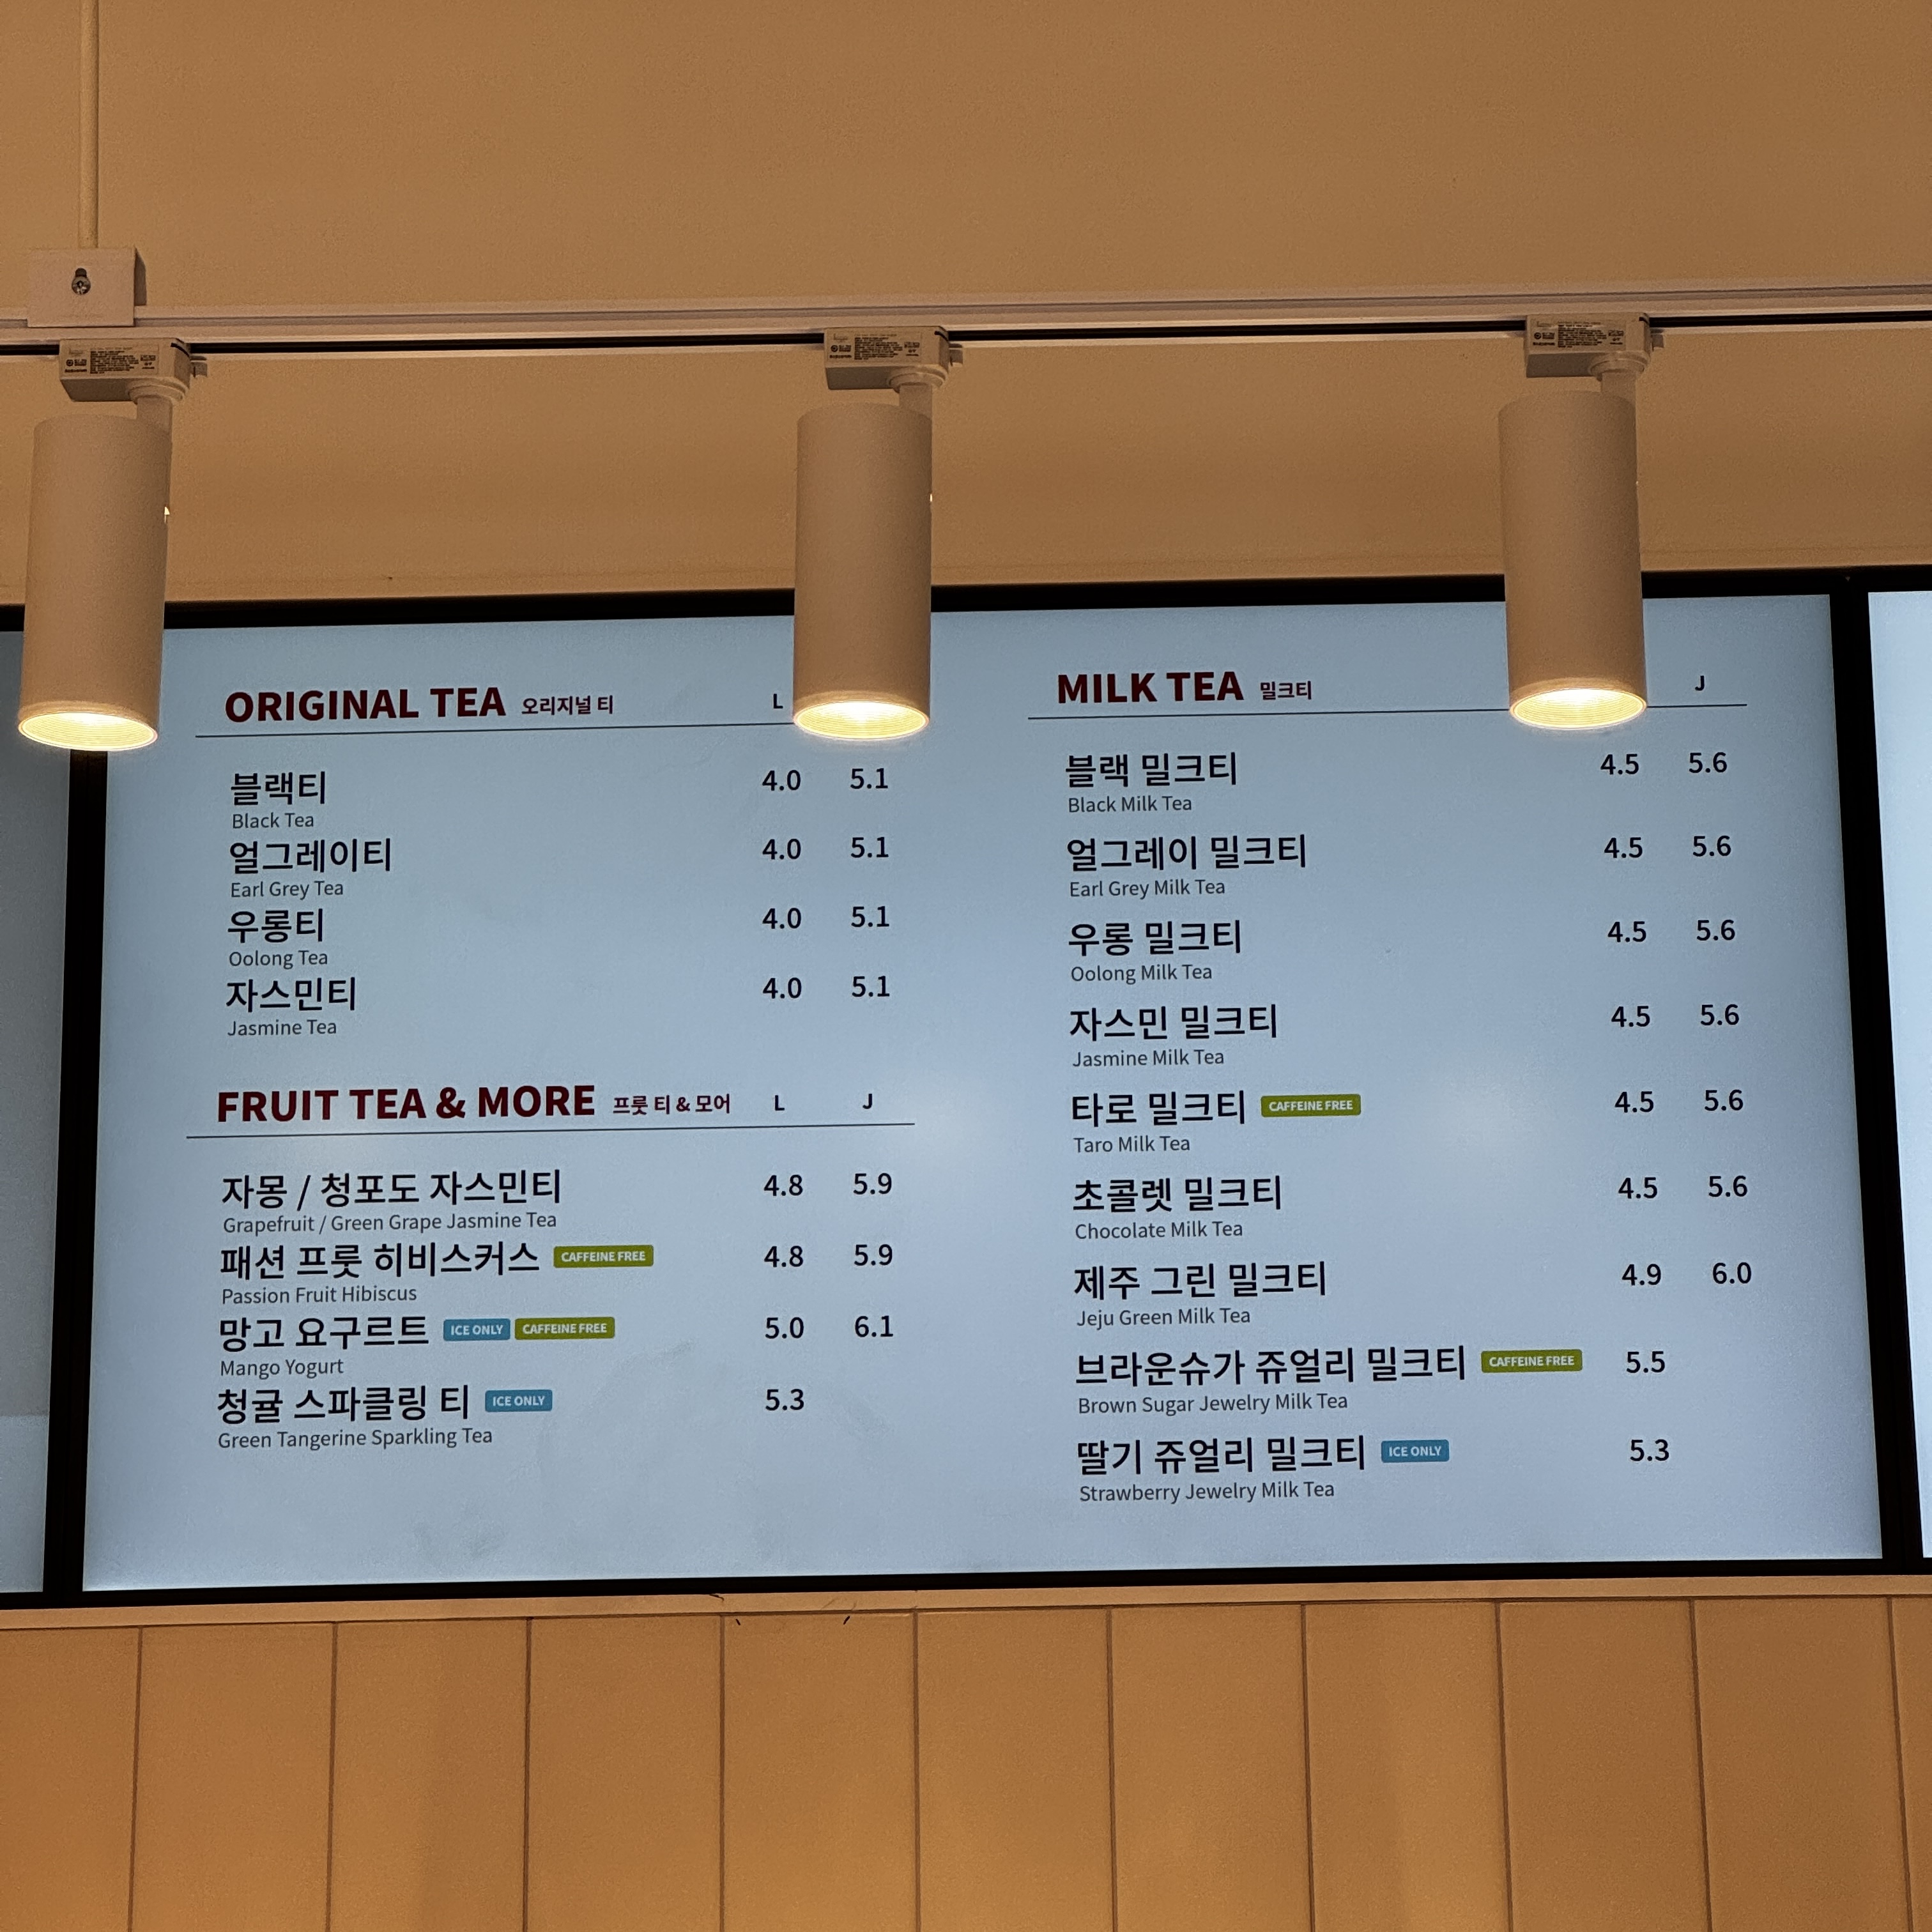 ORIGINAL TEA 오리지널 티 L
블랙티 4.0 5.1
Black Tea
얼그레이티 4.0 5.1
Earl Grey Tea
우롱티 4.0 5.1
Oolong Tea
자스민티 4.0 5.1
Jasmine Tea
FRUIT TEA & MORE 프룻 티 & 모어 L J
자몽 / 청포도 자스민티 4.8 5.9
Grapefruit / Green Grape Jasmine Tea
패션 프룻 히비스커스 CAFFEINE FREE 4.8 5.9
Passion Fruit Hibiscus
망고 요구르트 ICE ONLY CAFFEINE FREE 5.0 6.1
Mango Yogurt
청귤 스파클링 티 ICE ONLY 5.3
Green Tangerine Sparkling Tea
MILK TEA 밀크티 J
블랙 밀크티 4.5 5.6
Black Milk Tea
얼그레이 밀크티 4.5 5.6
Earl Grey Milk Tea
우롱 밀크티 4.5 5.6
Oolong Milk Tea
자스민 밀크티 4.5 5.6
Jasmine Milk Tea
타로 밀크티 CAFFEINE FREE 4.5 5.6
Taro Milk Tea
초콜렛 밀크티 4.5 5.6
Chocolate Milk Tea
제주 그린 밀크티 4.9 6.0
Jeju Green Milk Tea
브라운슈가 쥬얼리 밀크티 CAFFEINE FREE 5.5
Brown Sugar Jewelry Milk Tea
딸기 쥬얼리 밀크티 ICE ONLY 5.3
Strawberry Jewelry Milk Tea